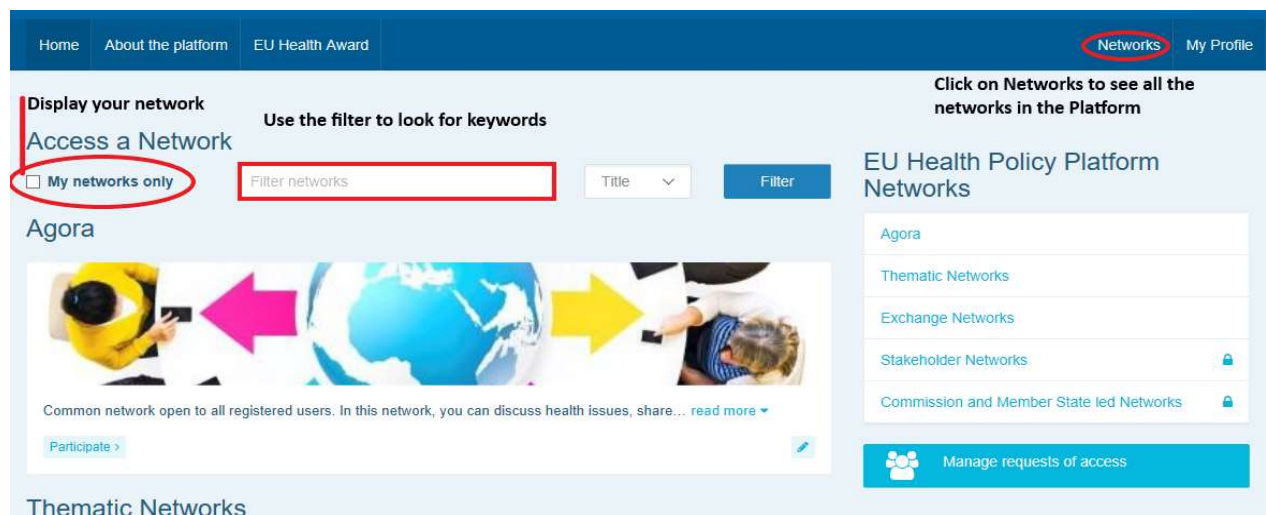 Home About the platform EU Health Award Networks My Profile
Display your network
Use the filter to look for keywords
Click on Networks to see all the
networks in the Platform
Access a Network
My networks only
Filter networks
Title
Filter
Agora
Common network open to all registered users. In this network, you can discuss health issues, share... read more
Participate >
Thematic Networks
EU Health Policy Platform
Networks
Agora
Thematic Networks
Exchange Networks
Stakeholder Networks
Commission and Member State led Networks
Manage requests of access